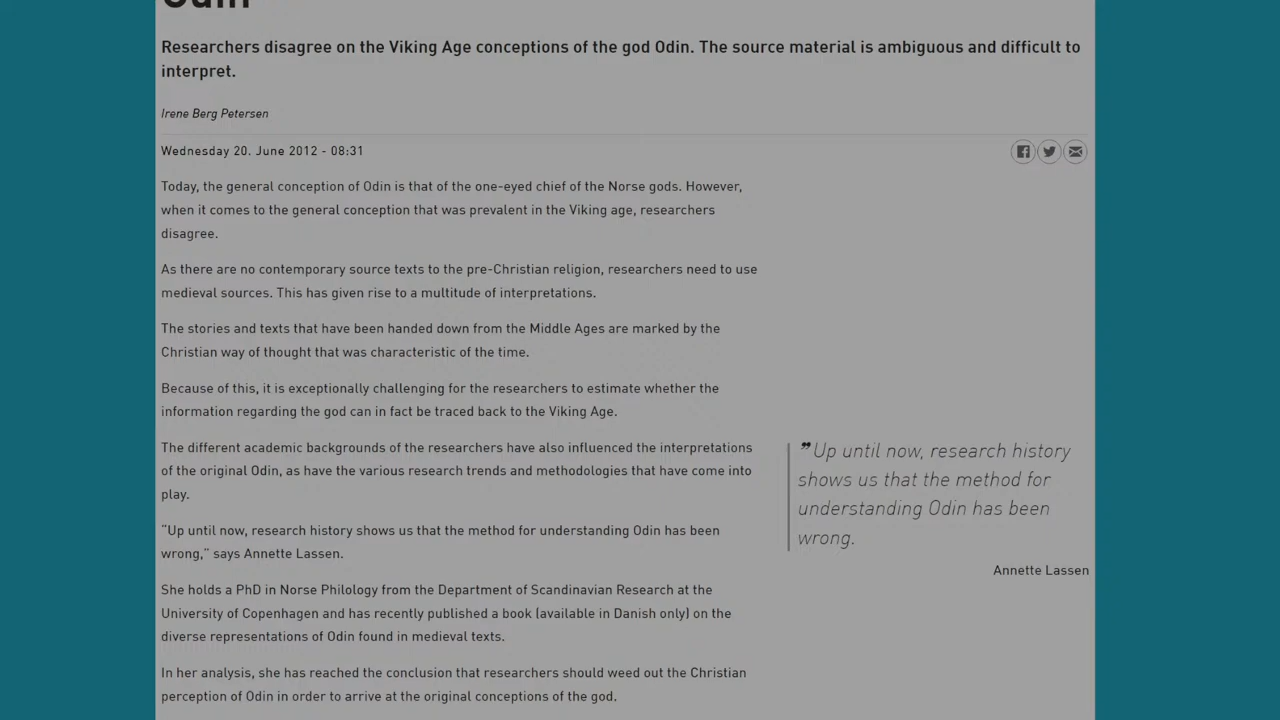 Odin
Researchers disagree on the Viking Age conceptions of the god Odin. The source material is ambiguous and difficult to
interpret.
Irene Berg Petersen
Wednesday 20. June 2012 - 08:31
Today, the general conception of Odin is that of the one-eyed chief of the Norse gods. However,
when it comes to the general conception that was prevalent in the Viking age, researchers
disagree.
As there are no contemporary source texts to the pre-Christian religion, researchers need to use
medieval sources. This has given rise to a multitude of interpretations.
The stories and texts that have been handed down from the Middle Ages are marked by the
Christian way of thought that was characteristic of the time.
Because of this, it is exceptionally challenging for the researchers to estimate whether the
information regarding the god can in fact be traced back to the Viking Age.
The different academic backgrounds of the researchers have also influenced the interpretations
of the original Odin, as have the various research trends and methodologies that have come into
play.
“Up until now, research history shows us that the method for understanding Odin has been
wrong,” says Annette Lassen.
She holds a PhD in Norse Philology from the Department of Scandinavian Research at the
University of Copenhagen and has recently published a book (available in Danish only) on the
diverse representations of Odin found in medieval texts.
In her analysis, she has reached the conclusion that researchers should weed out the Christian
perception of Odin in order to arrive at the original conceptions of the god.
❞Up until now, research history
shows us that the method for
understanding Odin has been
wrong.
Annette Lassen